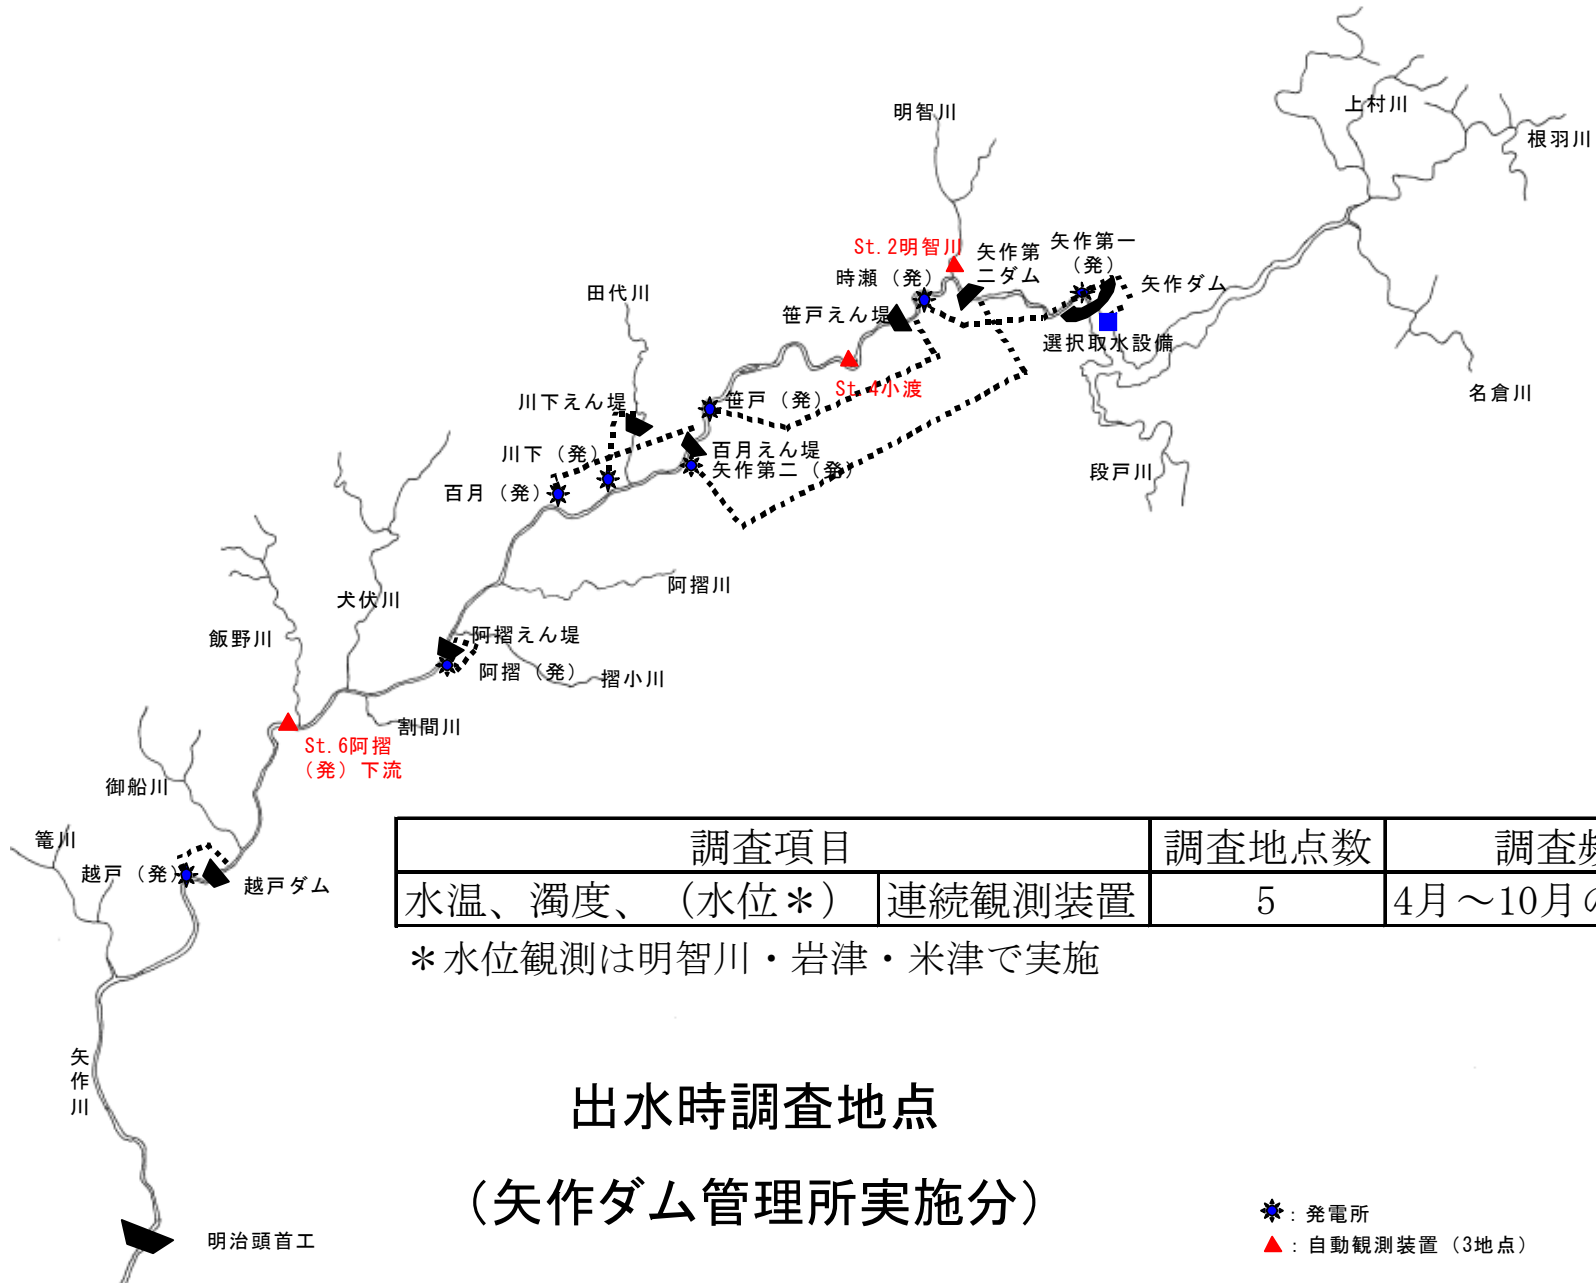 上村川
根羽川
明智川
St.2明智川
矢作第
二ダム
矢作第一
（発）
矢作ダム
時瀬（発）
田代川
笹戸えん堤
選択取水設備
St.4小渡
名倉川
川下えん堤
笹戸（発）
川下（発）
百月えん堤
矢作第二（発）
段戸川
百月（発）
阿摺川
犬伏川
飯野川
阿摺えん堤
阿摺（発）
摺小川
割間川
St.6阿摺
（発）下流
御船川
篭川
越戸（発）
越戸ダム
調査項目 調査地点数 調査
水温、濁度、（水位＊） 連続観測装置 5 4月～10月の
＊水位観測は明智川・岩津・米津で実施
矢作川
出水時調査地点
（矢作ダム管理所実施分）
明治頭首工
：発電所
：自動観測装置（3地点）